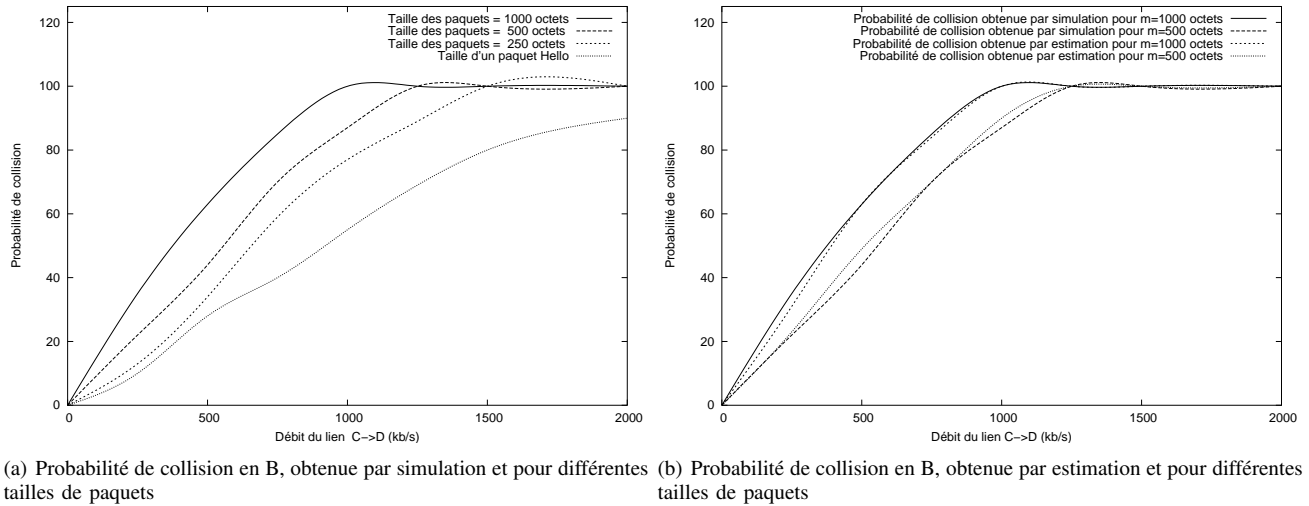 120
100
80
60
40
20
0
0 500 1000 1500 2000
Probabilité de collision
Débit du lien C->D (kb/s)
Taille des paquets = 1000 octets
Taille des paquets = 500 octets
Taille des paquets = 250 octets
Taille d'un paquet Hello
(a) Probabilité de collision en B, obtenue par simulation et pour différentes
tailles de paquets
120
100
80
60
40
20
0
0 500 1000 1500 2000
Probabilité de collision
Débit du lien C->D (kb/s)
Probabilité de collision obtenue par simulation pour m=1000 octets
Probabilité de collision obtenue par simulation pour m=500 octets
Probabilité de collision obtenue par estimation pour m=1000 octets
Probabilité de collision obtenue par estimation pour m=500 octets
(b) Probabilité de collision en B, obtenue par estimation et pour différentes
tailles de paquets